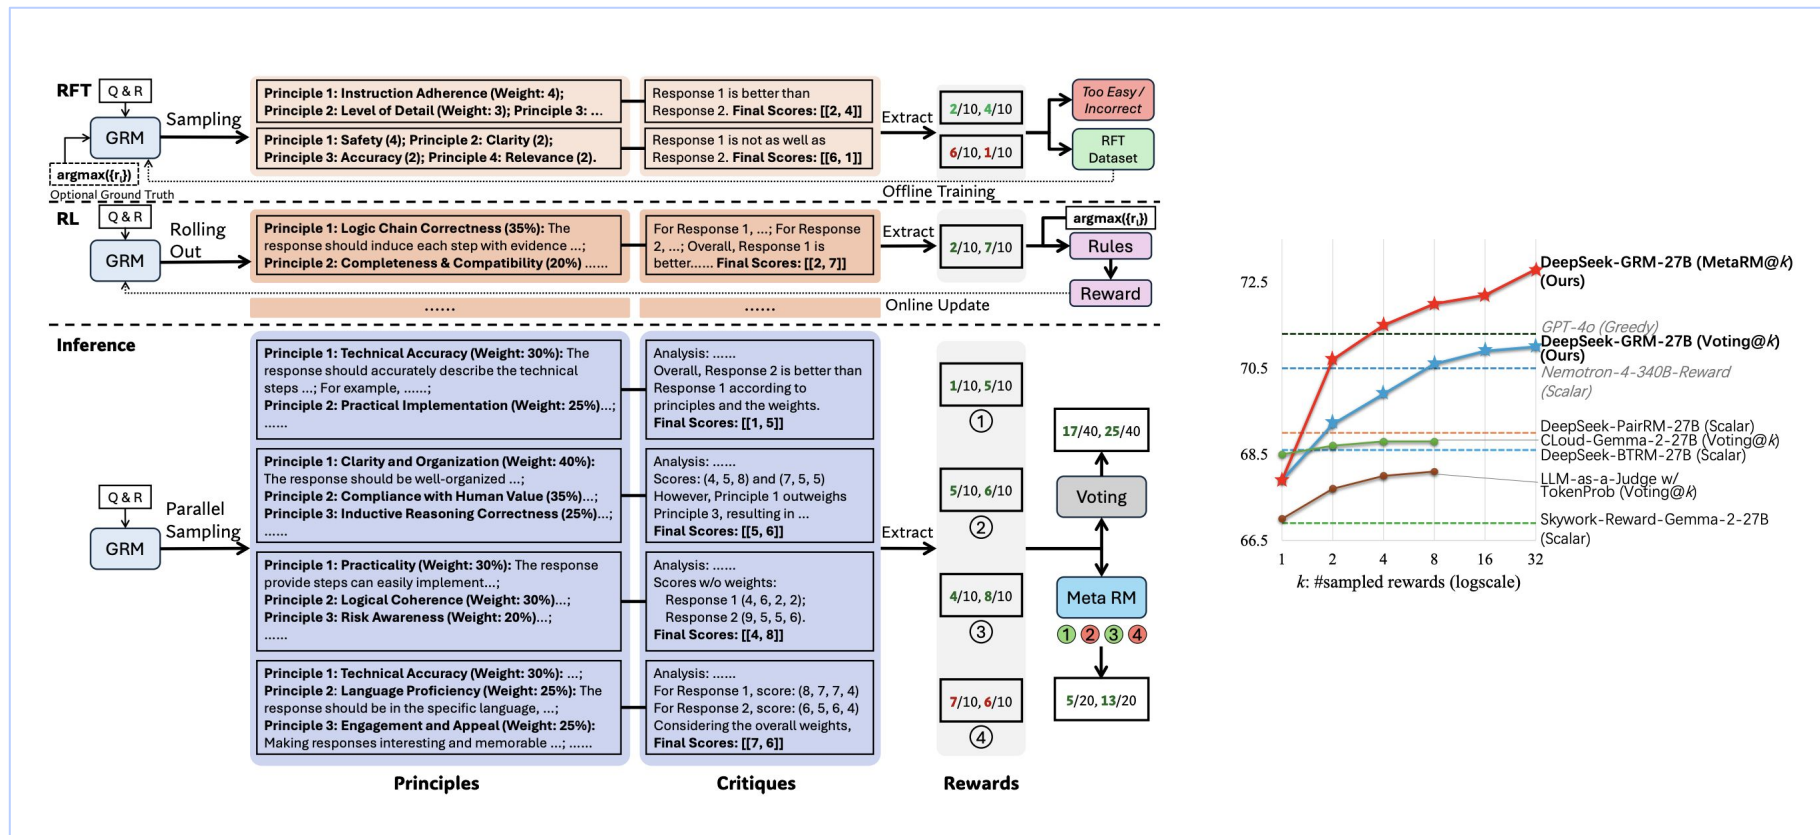 RFT
Q & R
GRM
argmax({rᵢ})
Optional Ground Truth
Sampling
Principle 1: Instruction Adherence (Weight: 4);
Principle 2: Level of Detail (Weight: 3); Principle 3: ...
Principle 1: Safety (4); Principle 2: Clarity (2);
Principle 3: Accuracy (2); Principle 4: Relevance (2).
Response 1 is better than
Response 2. Final Scores: [[2, 4]]
Response 1 is not as well as
Response 2. Final Scores: [[6, 1]]
Extract
2/10, 4/10
6/10, 1/10
Too Easy /
Incorrect
RFT
Dataset
Offline Training
RL
Q & R
GRM
Rolling
Out
Principle 1: Logic Chain Correctness (35%): The
response should induce each step with evidence ...;
Principle 2: Completeness & Compatibility (20%) ......
For Response 1, ...; For Response
2, ...; Overall, Response 1 is
better...... Final Scores: [[2, 7]]
Extract
2/10, 7/10
argmax({rᵢ})
Rules
Reward
......
......
Online Update
Inference
Q & R
GRM
Parallel
Sampling
Principle 1: Technical Accuracy (Weight: 30%): The
response should accurately describe the technical
steps ...; For example, ......;
Principle 2: Practical Implementation (Weight: 25%)...;
......
Analysis: ......
Overall, Response 2 is better than
Response 1 according to
principles and the weights.
Final Scores: [[1, 5]]
1/10, 5/10
①
Principle 1: Clarity and Organization (Weight: 40%):
The response should be well-organized ...;
Principle 2: Compliance with Human Value (35%)...;
Principle 3: Inductive Reasoning Correctness (25%)...;
......
Analysis: ......
Scores: (4, 5, 8) and (7, 5, 5)
However, Principle 1 outweighs
Principle 3, resulting in ...
Final Scores: [[5, 6]]
5/10, 6/10
②
Principle 1: Practicality (Weight: 30%): The response
provide steps can easily implement...;
Principle 2: Logical Coherence (Weight: 30%)...;
Principle 3: Risk Awareness (Weight: 20%)...;
......
Analysis: ......
Scores w/o weights:
Response 1 (4, 6, 2, 2);
Response 2 (9, 5, 5, 6).
Final Scores: [[4, 8]]
4/10, 8/10
③
Principle 1: Technical Accuracy (Weight: 30%): ...;
Principle 2: Language Proficiency (Weight: 25%): The
response should be in the specific language, ...;
Principle 3: Engagement and Appeal (Weight: 25%):
Making responses interesting and memorable ...; ......
Analysis: ......
For Response 1, score: (8, 7, 7, 4)
For Response 2, score: (6, 5, 6, 4)
Considering the overall weights,
Final Scores: [[7, 6]]
7/10, 6/10
④
Extract
17/40, 25/40
Voting
Meta RM
1 2 3 4
5/20, 13/20
Principles
Critiques
Rewards
72.5
70.5
68.5
66.5
1
2
4
8
16
32
k: #sampled rewards (logscale)
DeepSeek-GRM-27B (MetaRM@k)
(Ours)
GPT-4o (Greedy)
DeepSeek-GRM-27B (Voting@k)
(Ours)
Nemotron-4-340B-Reward
(Scalar)
DeepSeek-PairRM-27B (Scalar)
CLoud-Gemma-2-27B (Voting@k)
DeepSeek-BTRM-27B (Scalar)
LLM-as-a-Judge w/
TokenProb (Voting@k)
Skywork-Reward-Gemma-2-27B
(Scalar)